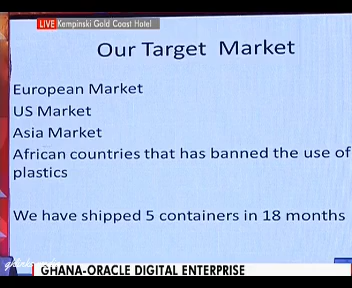 LIVE Kempinski Gold Coast Hotel
Our Target Market
European Market
US Market
Asia Market
African countries that has banned the use of
plastics
We have shipped 5 containers in 18 months
GHANA-ORACLE DIGITAL ENTERPRISE